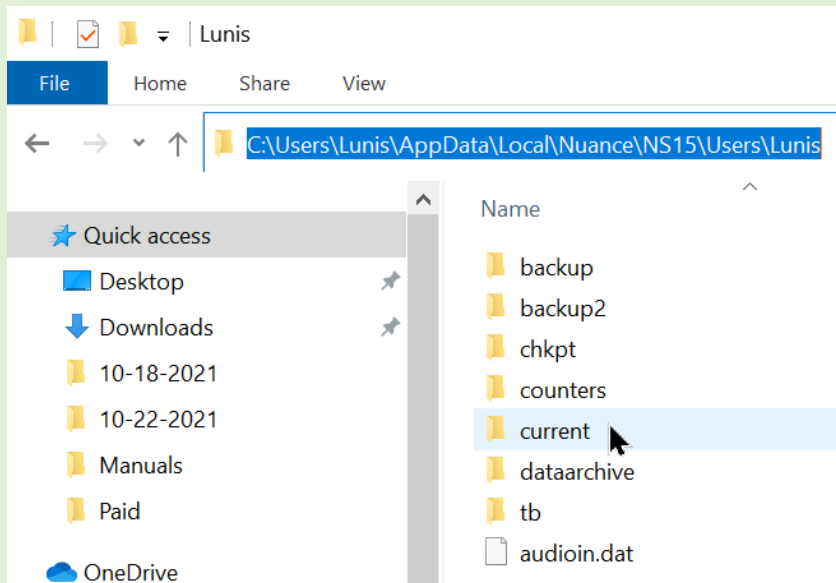 Lunis
File Home Share View
C:\Users\Lunis\AppData\Local\Nuance\NS15\Users\Lunis
Quick access
Desktop
Downloads
10-18-2021
10-22-2021
Manuals
Paid
OneDrive
Name
backup
backup2
chkpt
counters
current
dataarchive
tb
audioin.dat